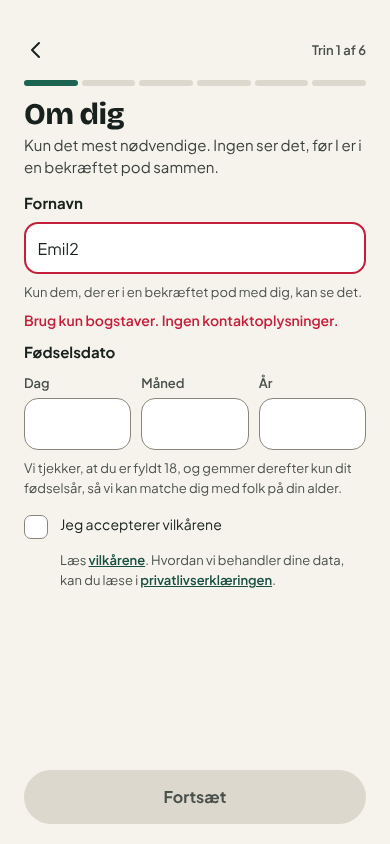 Trin 1 af 6
Om dig
Kun det mest nødvendige. Ingen ser det, før I er i
en bekræftet pod sammen.
Fornavn
Emil2
Kun dem, der er i en bekræftet pod med dig, kan se det.
Brug kun bogstaver. Ingen kontaktoplysninger.
Fødselsdato
Dag Måned År
Vi tjekker, at du er fyldt 18, og gemmer derefter kun dit
fødselsår, så vi kan matche dig med folk på din alder.
Jeg accepterer vilkårene
Læs vilkårene. Hvordan vi behandler dine data,
kan du læse i privatlivserklæringen.
Fortsæt